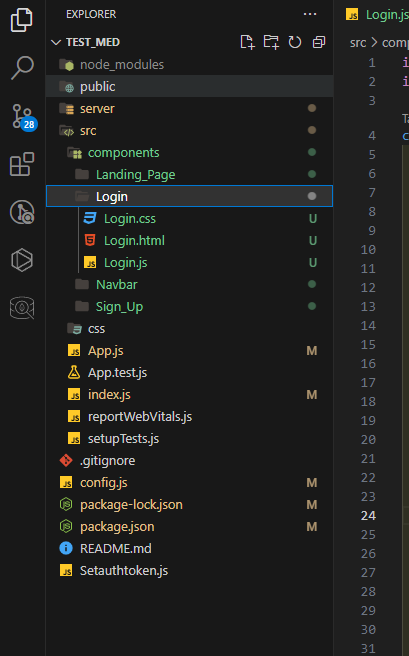 EXPLORER ···
Login.js
TEST_MED
src > comp
node_modules
public
server
src
28
components
Landing_Page
Login
Login.css U
Login.html U
Login.js U
Navbar
Sign_Up
css
App.js M
App.test.js
index.js M
reportWebVitals.js
setupTests.js
.gitignore
config.js M
package-lock.json M
package.json M
README.md
Setauthtoken.js
1 i
2 i
3
Ta
4 c
5
6
7
8
9
10
11
12
13
14
15
16
17
18
19
20
21
22
23
24
25
26
27
28
29
30
31